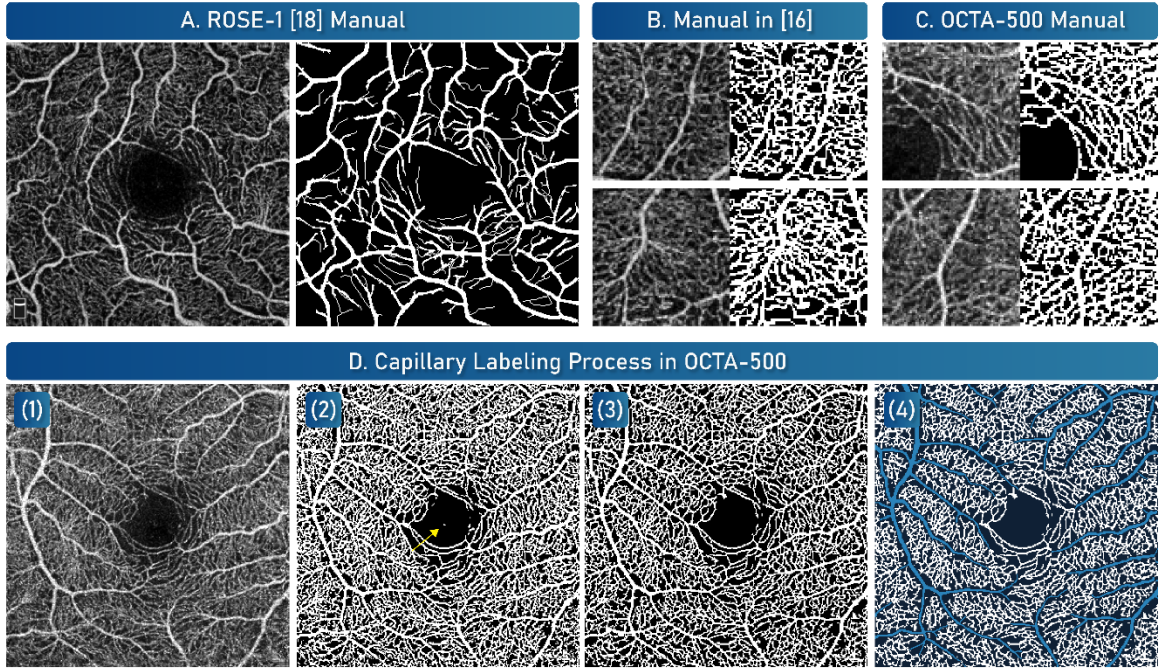 A. ROSE-1 [18] Manual
B. Manual in [16]
C. OCTA-500 Manual
D. Capillary Labeling Process in OCTA-500
(1)
(2)
(3)
(4)